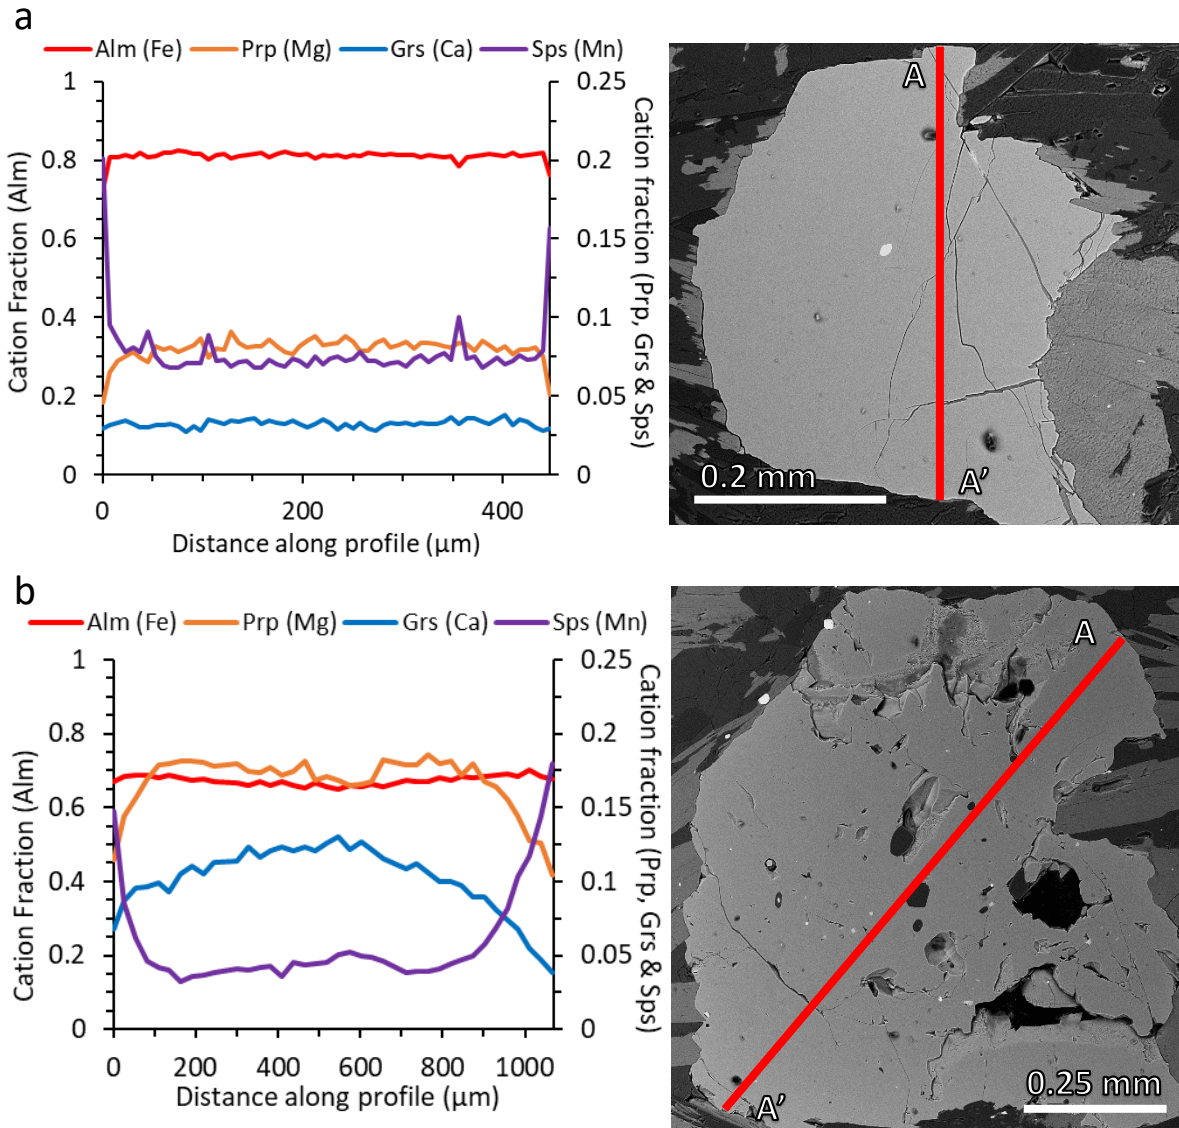 a
Alm (Fe) Prp (Mg) Grs (Ca) Sps (Mn)
1
0.8
0.6
0.4
0.2
0
0.25
0.2
0.15
0.1
0.05
0
Cation Fraction (Alm)
Cation fraction (Prp, Grs & Sps)
0 200 400
Distance along profile (μm)
A
A’
0.2 mm
b
Alm (Fe) Prp (Mg) Grs (Ca) Sps (Mn)
1
0.8
0.6
0.4
0.2
0
0.25
0.2
0.15
0.1
0.05
0
Cation Fraction (Alm)
Cation fraction (Prp, Grs & Sps)
0 200 400 600 800 1000
Distance along profile (μm)
A
A’
0.25 mm